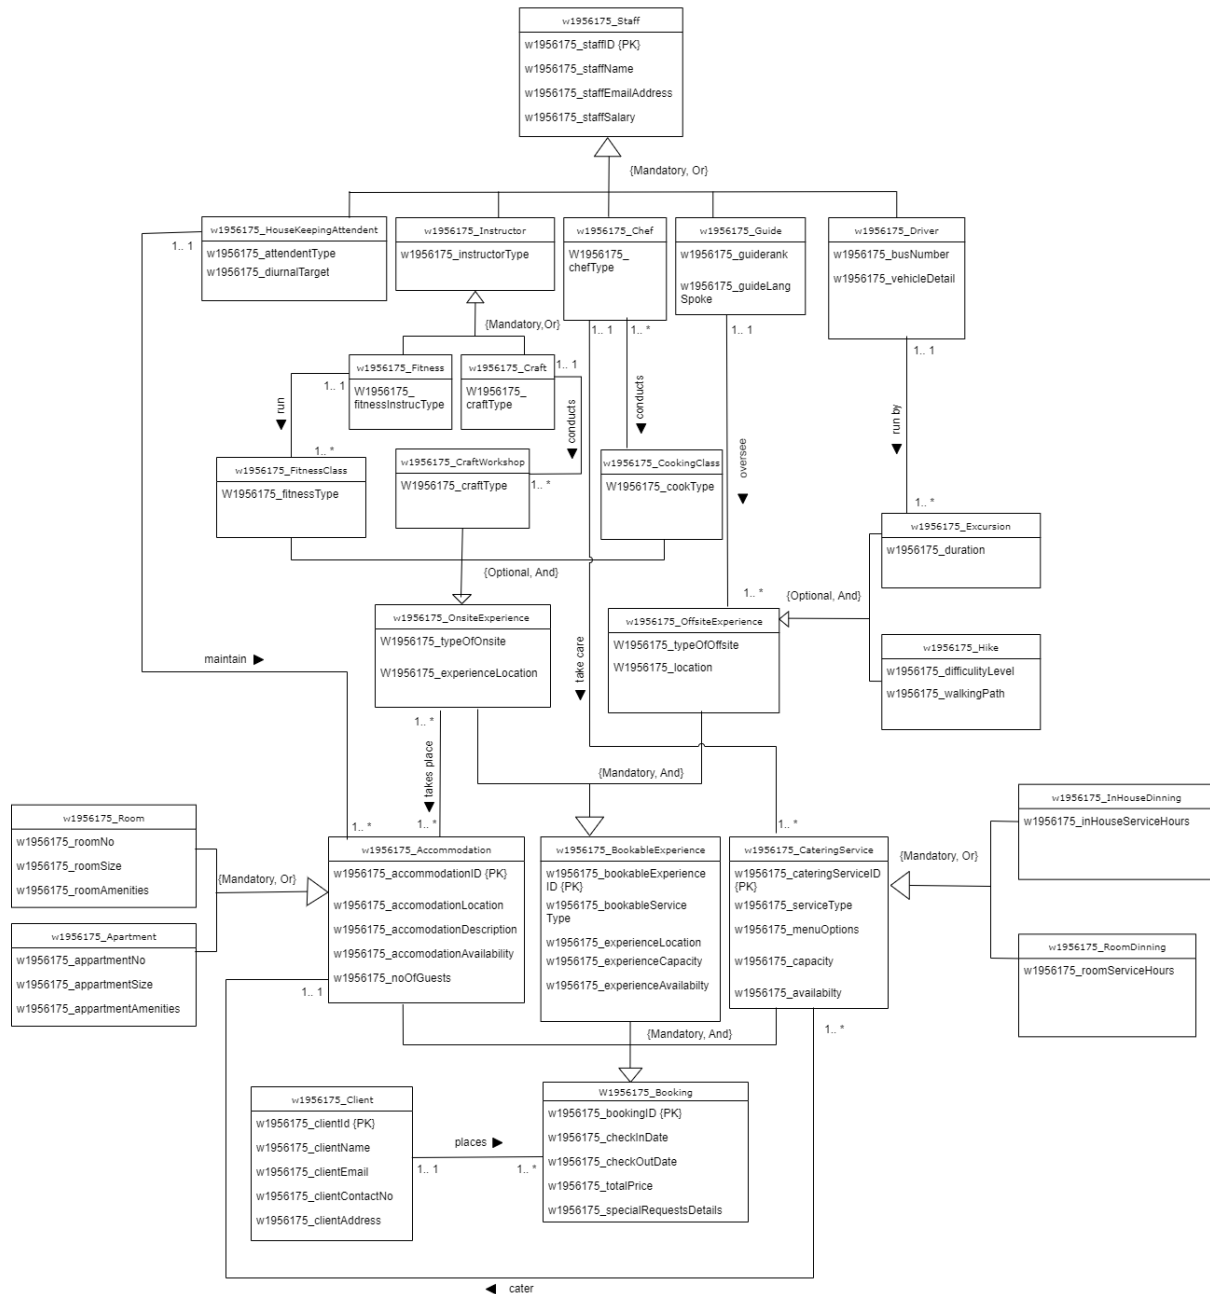 w1956175_Staff
w1956175_staffID {PK}
w1956175_staffName
w1956175_staffEmailAddress
w1956175_staffSalary
{Mandatory, Or}
w1956175_HouseKeepingAttendent
w1956175_attendentType
w1956175_diurnalTarget
1.. 1
w1956175_Instructor
w1956175_instructorType
w1956175_Chef
W1956175_
chefType
w1956175_Guide
w1956175_guiderank
w1956175_guideLang
Spoke
w1956175_Driver
w1956175_busNumber
w1956175_vehicleDetail
{Mandatory,Or}
1.. 1
1.. *
1.. 1
1.. 1
w1956175_Fitness
W1956175_
fitnessInstrucType
1.. 1
w1956175_Craft
W1956175_
craftType
1.. 1
run
conducts
conducts
oversee
run by
1.. *
w1956175_FitnessClass
W1956175_fitnessType
w1956175_CraftWorkshop
W1956175_craftType
1.. *
w1956175_CookingClass
W1956175_cookType
1.. *
w1956175_Excursion
w1956175_duration
{Optional, And}
{Optional, And}
1.. *
w1956175_OnsiteExperience
W1956175_typeOfOnsite
W1956175_experienceLocation
w1956175_OffsiteExperience
W1956175_typeOfOffsite
W1956175_location
w1956175_Hike
w1956175_difficulityLevel
w1956175_walkingPath
maintain
take care
1.. *
takes place
{Mandatory, And}
1.. *
1.. *
1.. *
w1956175_Room
w1956175_roomNo
w1956175_roomSize
w1956175_roomAmenities
{Mandatory, Or}
w1956175_Apartment
w1956175_appartmentNo
w1956175_appartmentSize
w1956175_appartmentAmenities
w1956175_Accommodation
w1956175_accommodationID {PK}
w1956175_accomodationLocation
w1956175_accomodationDescription
w1956175_accomodationAvailability
w1956175_noOfGuests
1.. 1
w1956175_BookableExperience
w1956175_bookableExperience
ID {PK}
w1956175_bookableService
Type
w1956175_experienceLocation
w1956175_experienceCapacity
w1956175_experienceAvailabilty
w1956175_CateringService
w1956175_cateringServiceID
{PK}
w1956175_serviceType
w1956175_menuOptions
w1956175_capacity
w1956175_availabilty
1.. *
{Mandatory, Or}
w1956175_InHouseDinning
w1956175_inHouseServiceHours
w1956175_RoomDinning
w1956175_roomServiceHours
{Mandatory, And}
w1956175_Client
w1956175_clientId {PK}
w1956175_clientName
w1956175_clientEmail
w1956175_clientContactNo
w1956175_clientAddress
places
1.. 1
1.. *
W1956175_Booking
w1956175_bookingID {PK}
w1956175_checkInDate
w1956175_checkOutDate
w1956175_totalPrice
w1956175_specialRequestsDetails
cater